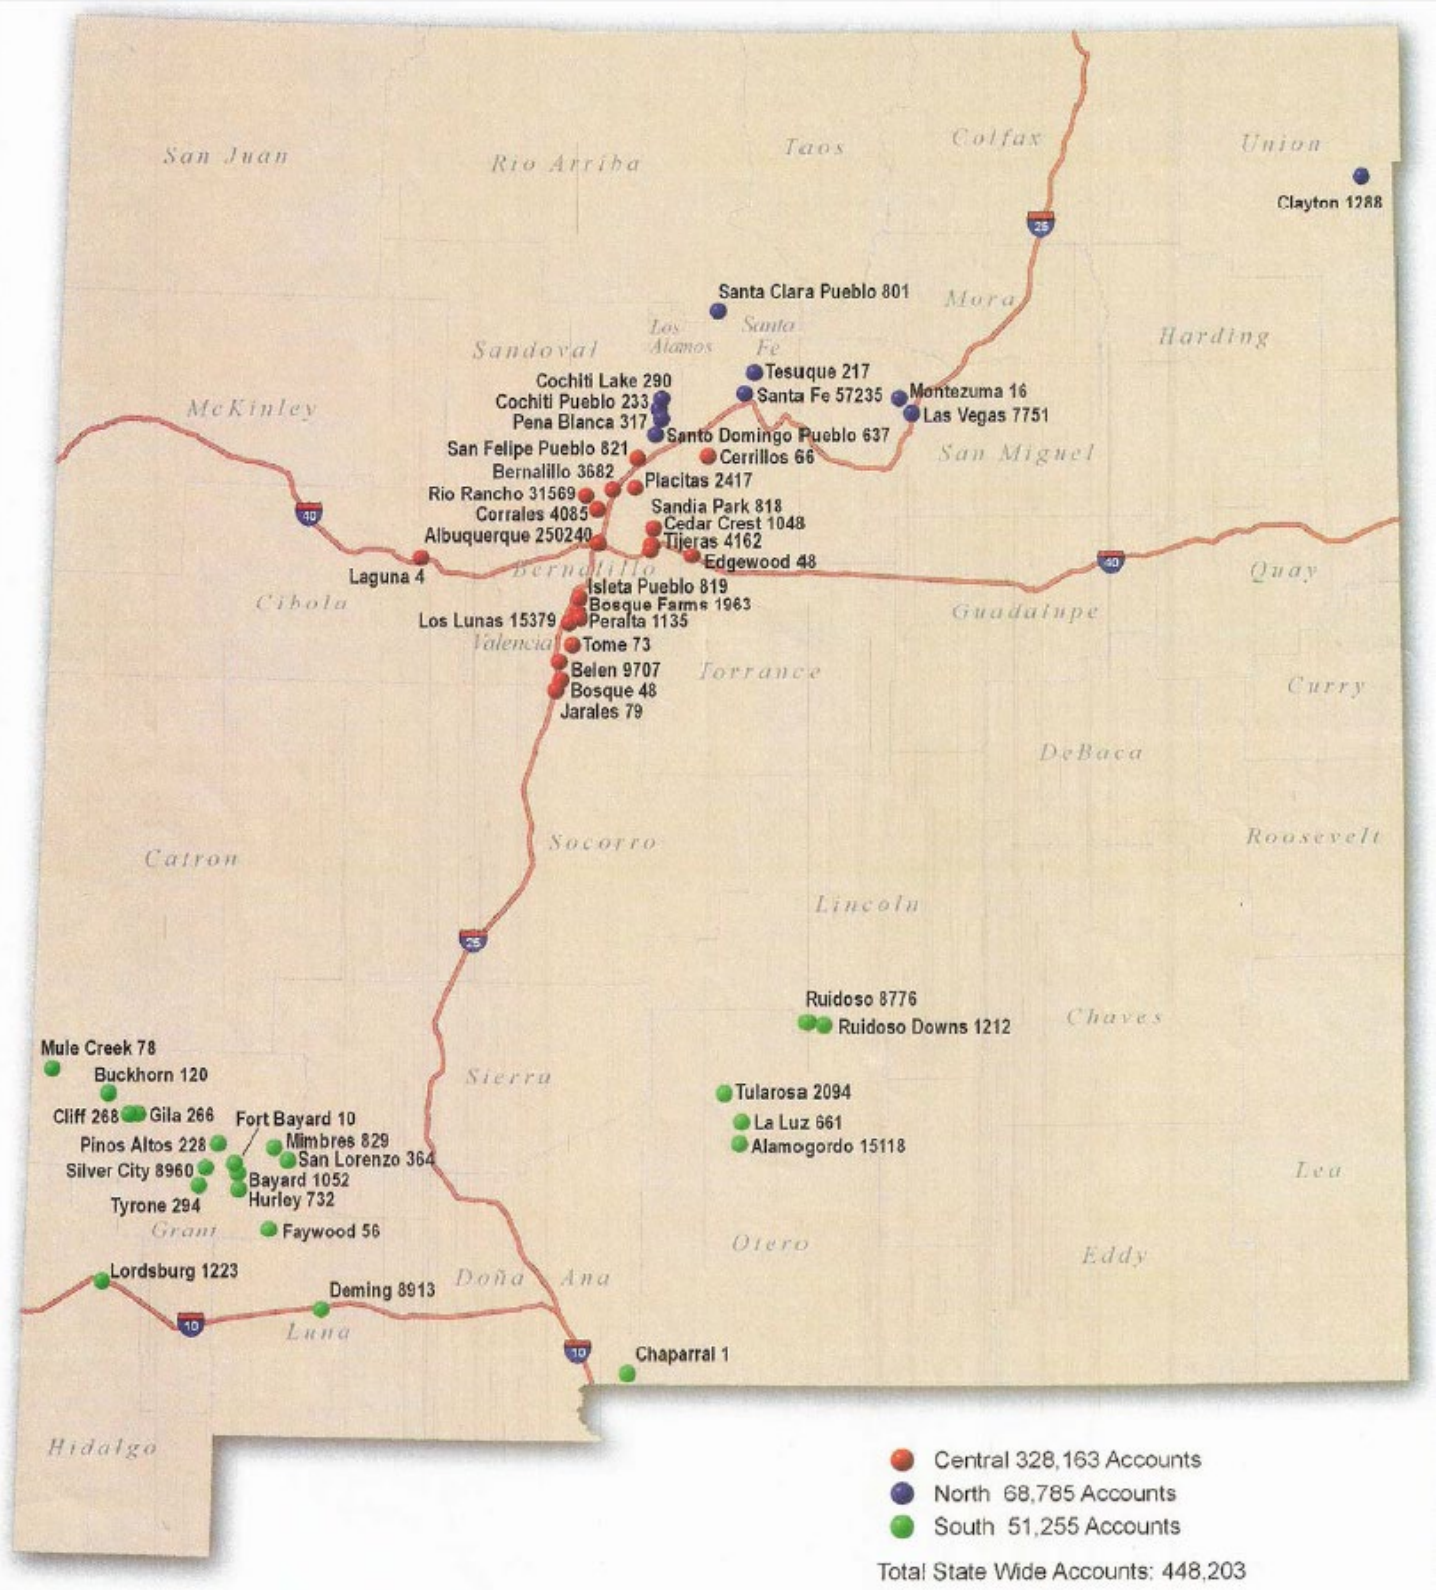 San Juan
Rio Arriba
Taos
Colfax
Union
Clayton 1288
25
Santa Clara Pueblo 801
Mora
Los
Alamos
Santa
Fe
Harding
Sandoval
Tesuque 217
Cochiti Lake 290
Montezuma 16
Santa Fe 57235
Cochiti Pueblo 233
McKinley
Las Vegas 7751
Pena Blanca 317
Santo Domingo Pueblo 637
San Felipe Pueblo 821
Cerrillos 66
San Miguel
Bernalillo 3682
Placitas 2417
Rio Rancho 31569
Sandia Park 818
Corrales 4085
40
Cedar Crest 1048
Albuquerque 250240
Tijeras 4162
Edgewood 48
40
Laguna 4
Bernalillo
Quay
Isleta Pueblo 819
Cibola
Bosque Farms 1963
Guadalupe
Los Lunas 15379
Peralta 1135
Valencia
Tome 73
Belen 9707
Torrance
Curry
Bosque 48
Jarales 79
DeBaca
Socorro
Roosevelt
Catron
Lincoln
25
Ruidoso 8776
Ruidoso Downs 1212
Chaves
Mule Creek 78
Buckhorn 120
Sierra
Tularosa 2094
Cliff 268
Gila 266
Fort Bayard 10
La Luz 661
Pinos Altos 228
Mimbres 829
Alamogordo 15118
San Lorenzo 364
Silver City 8960
Lea
Bayard 1052
Hurley 732
Tyrone 294
Grant
Faywood 56
Otero
Eddy
Lordsburg 1223
Doña Ana
Deming 8913
10
Luna
10
Chaparral 1
Hidalgo
Central 328,163 Accounts
North 68,785 Accounts
South 51,255 Accounts
Total State Wide Accounts: 448,203